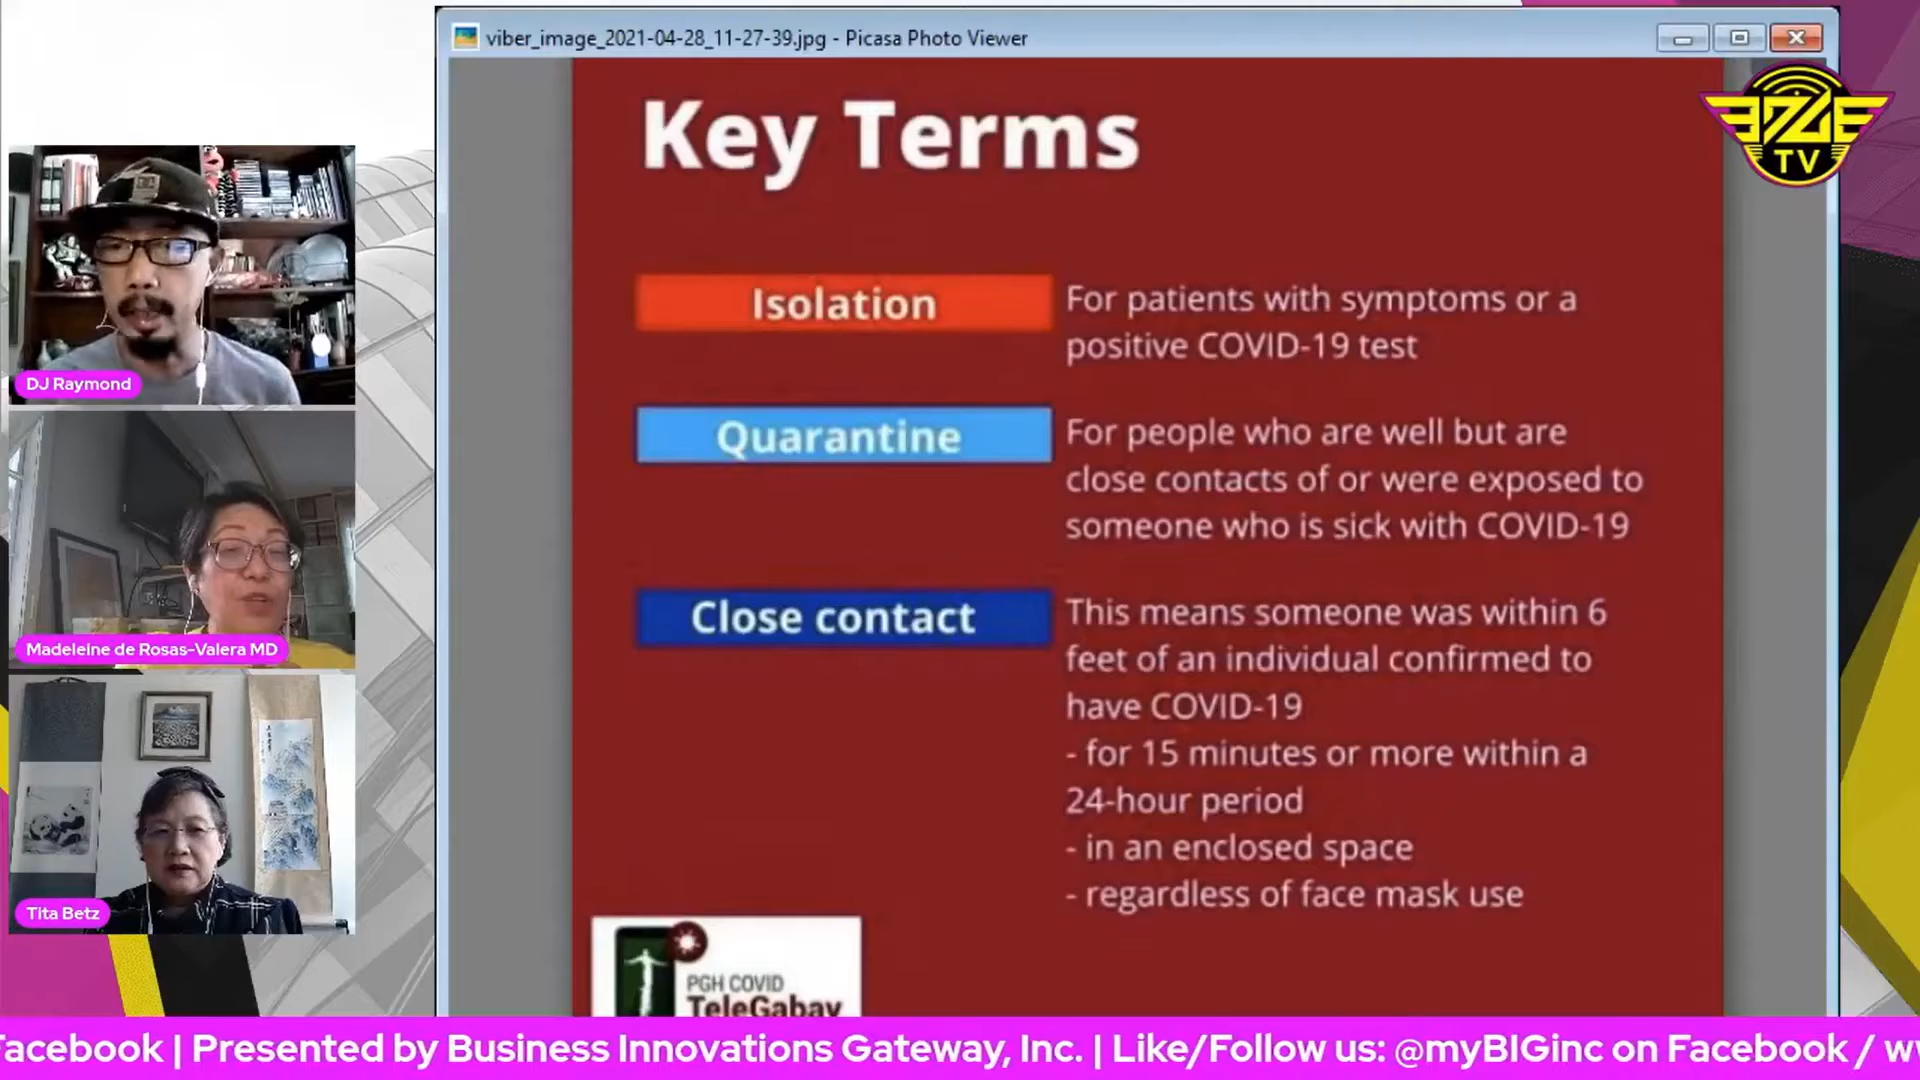 viber_image_2021-04-28_11-27-39.jpg - Picasa Photo Viewer
Key Terms
TV
Isolation
For patients with symptoms or a
positive COVID-19 test
Quarantine
For people who are well but are
close contacts of or were exposed to
someone who is sick with COVID-19
Close contact
This means someone was within 6
feet of an individual confirmed to
have COVID-19
- for 15 minutes or more within a
24-hour period
- in an enclosed space
- regardless of face mask use
PGH COVID
TeleGabay
DJ Raymond
Madeleine de Rosas-Valera MD
Tita Betz
Facebook | Presented by Business Innovations Gateway, Inc. | Like/Follow us: @myBIGinc on Facebook /